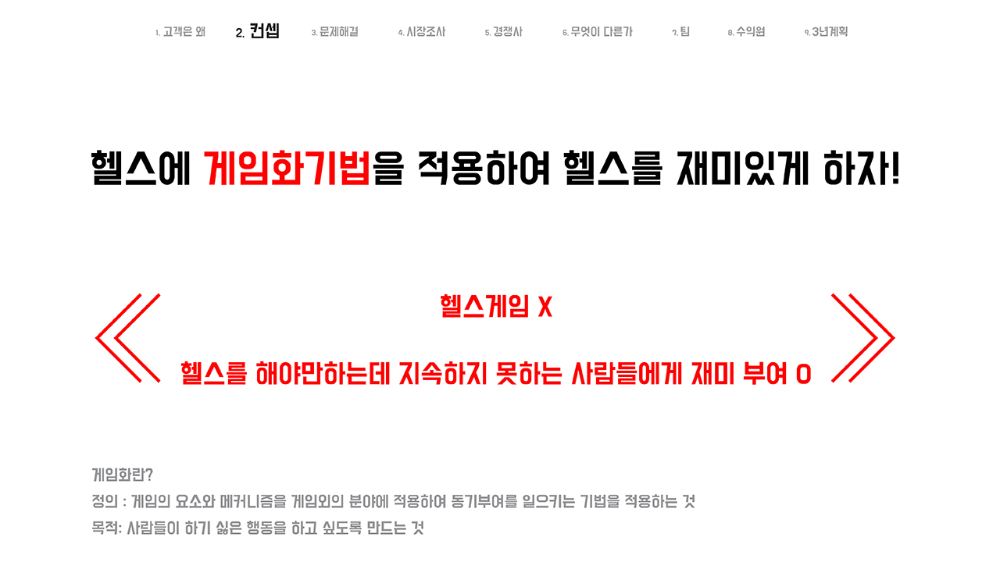 1. 고객은 왜 2. 컨셉 3. 문제해결 4. 시장조사 5. 경쟁사 6. 무엇이 다른가 7. 팀 8. 수익원 9. 3년계획
헬스에 게임화기법을 적용하여 헬스를 재미있게 하자!
헬스게임 X
헬스를 해야만하는데 지속하지 못하는 사람들에게 재미 부여 O
게임화란?
정의 : 게임의 요소와 메커니즘을 게임외의 분야에 적용하여 동기부여를 일으키는 기법을 적용하는 것
목적: 사람들이 하기 싫은 행동을 하고 싶도록 만드는 것